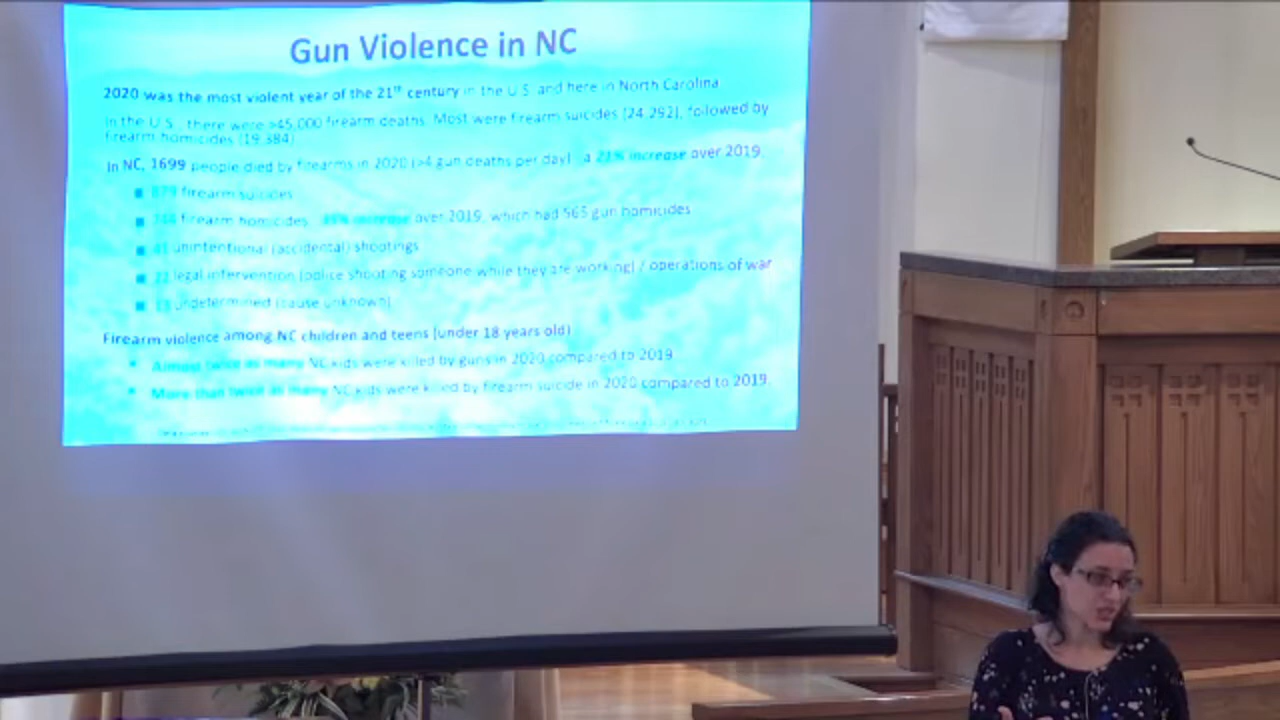 Gun Violence in NC
2020 was the most violent year of the 21st century in the U.S. and here in North Carolina
In the U.S., there were >45,000 firearm deaths. Most were firearm suicides (24,292), followed by
firearm homicides (19,384)
In NC, 1699 people died by firearms in 2020 (>4 gun deaths per day) a 21% increase over 2019.
firearm suicides
firearm homicides increase over 2019, which had 565 gun homicides
unintentional (accidental) shootings
22 legal intervention (police shooting someone while they are working) / operations of war
undetermined (cause unknown)
Firearm violence among NC children and teens (under 18 years old)
Almost twice as many NC kids were killed by guns in 2020 compared to 2019
More than twice as many NC kids were killed by firearm suicide in 2020 compared to 2019.